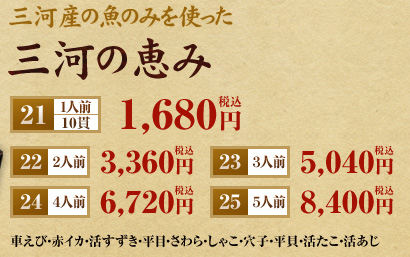 三河産の魚のみを使った
三河の恵み
21 1人前 10貫 1,680円 税込
22 2人前 3,360円 税込 23 3人前 5,040円 税込
24 4人前 6,720円 税込 25 5人前 8,400円 税込
車えび・赤イカ・活すずき・平目・さわら・しゃこ・穴子・平貝・活たこ・活あじ